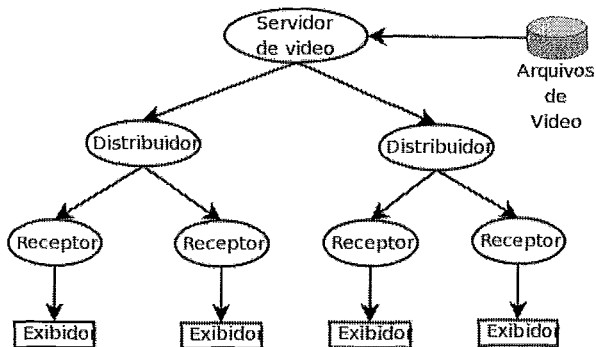 Servidor
de video
Arquivos
de
Video
Distribuidor
Distribuidor
Receptor
Receptor
Receptor
Receptor
Exibidor
Exibidor
Exibidor
Exibidor